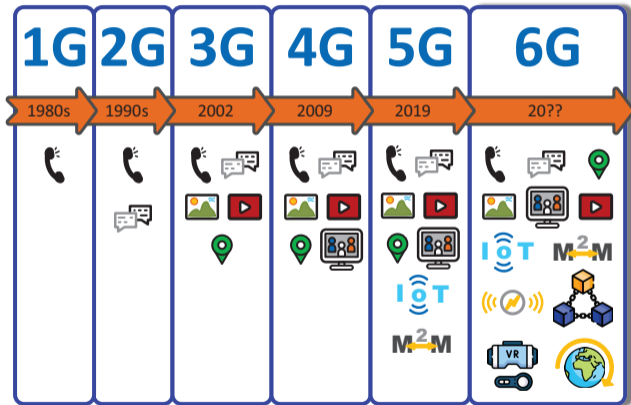 1G 2G 3G 4G 5G 6G
1980s 1990s 2002 2009 2019 20??
IoT M2M
IoT
M2M
VR